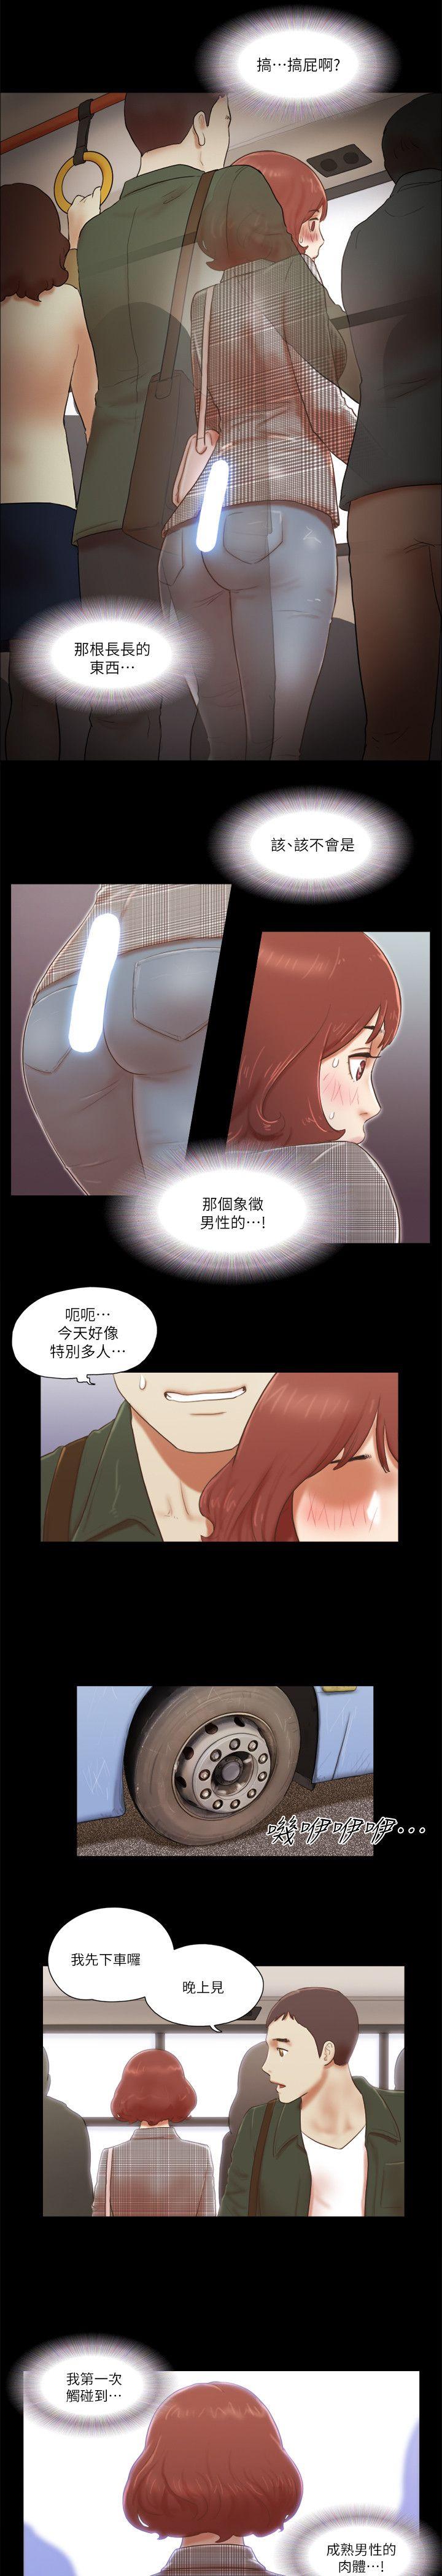 搞⋯搞屁啊?
那根長長的
東西⋯
該、該不會是
那個象徵
男性的⋯!
呃呃⋯
今天好像
特別多人⋯
嘰咿咿咿⋯
我先下車囉
晚上見
我第一次
觸碰到⋯
成熟男性的
肉體⋯!